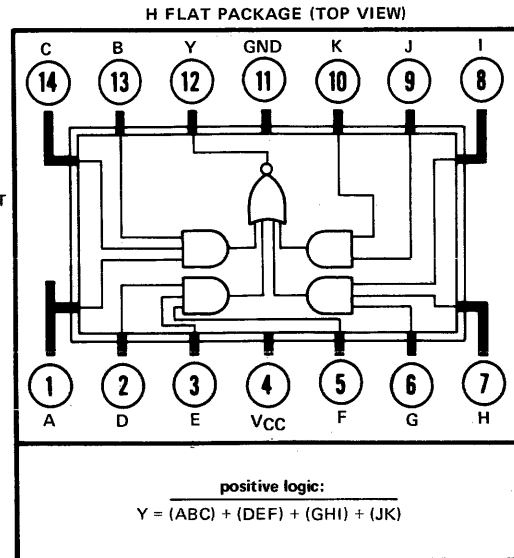 H FLAT PACKAGE (TOP VIEW)
C B Y GND K J I
14 13 12 11 10 9 8
T
1 2 3 4 5 6 7
A D E VCC F G H
positive logic:
Y = (ABC) + (DEF) + (GHI) + (JK)